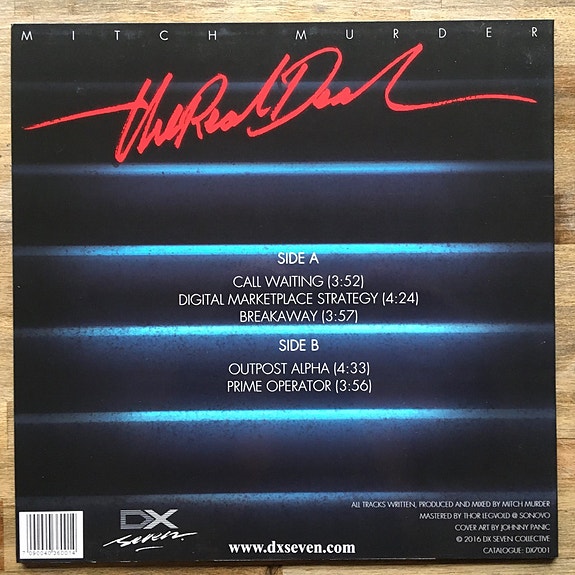 MITCH MURDER
the Real Deal
SIDE A
CALL WAITING (3:52)
DIGITAL MARKETPLACE STRATEGY (4:24)
BREAKAWAY (3:57)
SIDE B
OUTPOST ALPHA (4:33)
PRIME OPERATOR (3:56)
ALL TRACKS WRITTEN, PRODUCED AND MIXED BY MITCH MURDER
MASTERED BY THOR LEGVOLD @ SONOVO
COVER ART BY JOHNNY PANIC
© 2016 DX SEVEN COLLECTIVE
CATALOGUE: DX7001
DX
seven
www.dxseven.com